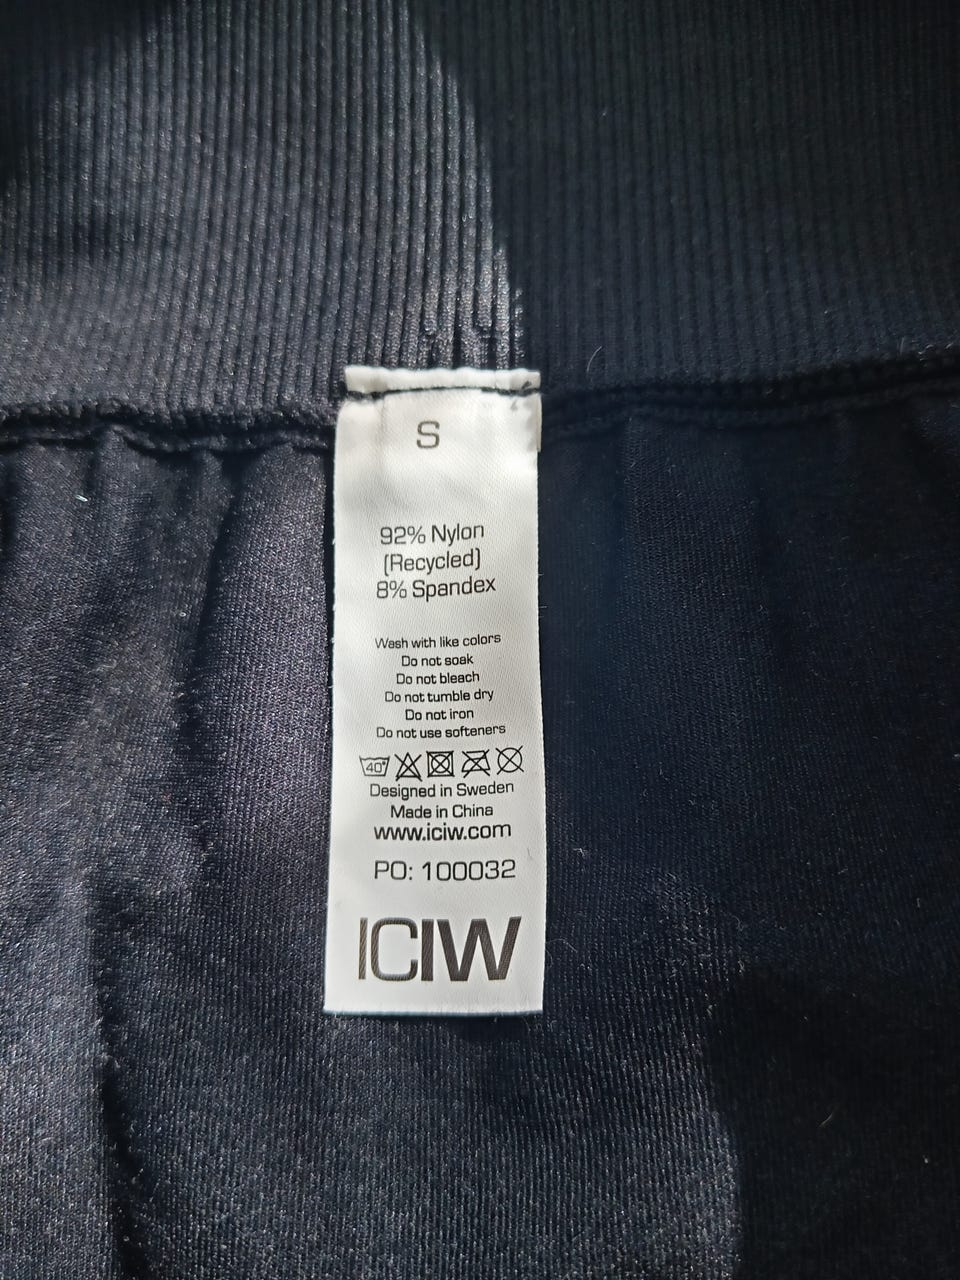 S
92% Nylon
(Recycled)
8% Spandex
Wash with like colors
Do not soak
Do not bleach
Do not tumble dry
Do not iron
Do not use softeners
40°
Designed in Sweden
Made in China
www.iciw.com
PO: 100032
ICIW